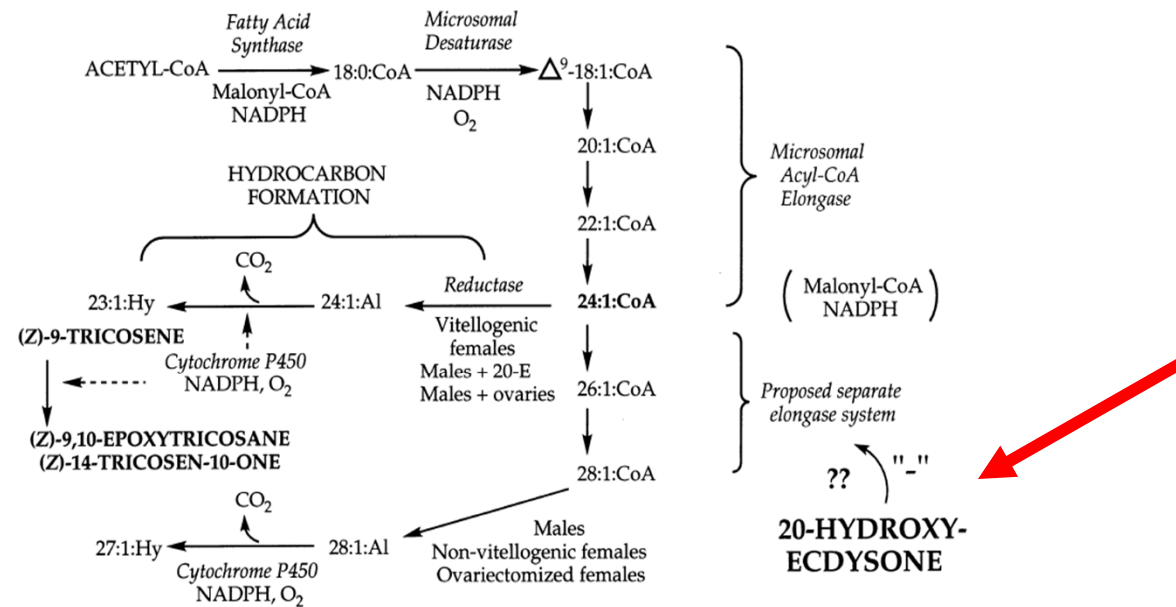 Fatty Acid
Synthase
Microsomal
Desaturase
ACETYL-CoA
18:0:CoA
Δ⁹-18:1:CoA
Malonyl-CoA
NADPH
NADPH
O₂
20:1:CoA
Microsomal
Acyl-CoA
Elongase
HYDROCARBON
FORMATION
22:1:CoA
CO₂
Reductase
23:1:Hy
24:1:Al
24:1:CoA
(Malonyl-CoA
NADPH)
(Z)-9-TRICOSENE
Vitellogenic
females
Males + 20-E
Males + ovaries
Cytochrome P450
NADPH, O₂
26:1:CoA
Proposed separate
elongase system
(Z)-9,10-EPOXYTRICOSANE
(Z)-14-TRICOSEN-10-ONE
28:1:CoA
??
"-"
20-HYDROXY-
ECDYSONE
CO₂
27:1:Hy
28:1:Al
Males
Non-vitellogenic females
Ovariectomized females
Cytochrome P450
NADPH, O₂